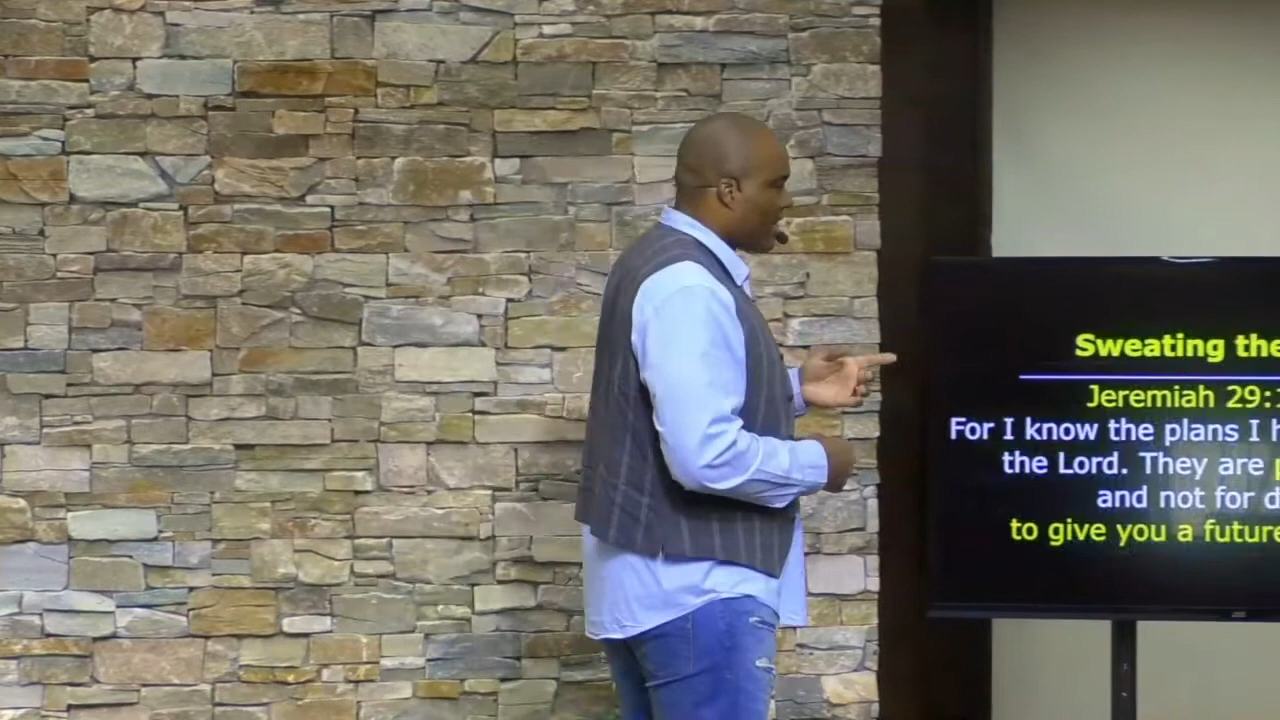 Sweating the
Jeremiah 29:
For I know the plans I
the Lord. They are
and not for
to give you a future